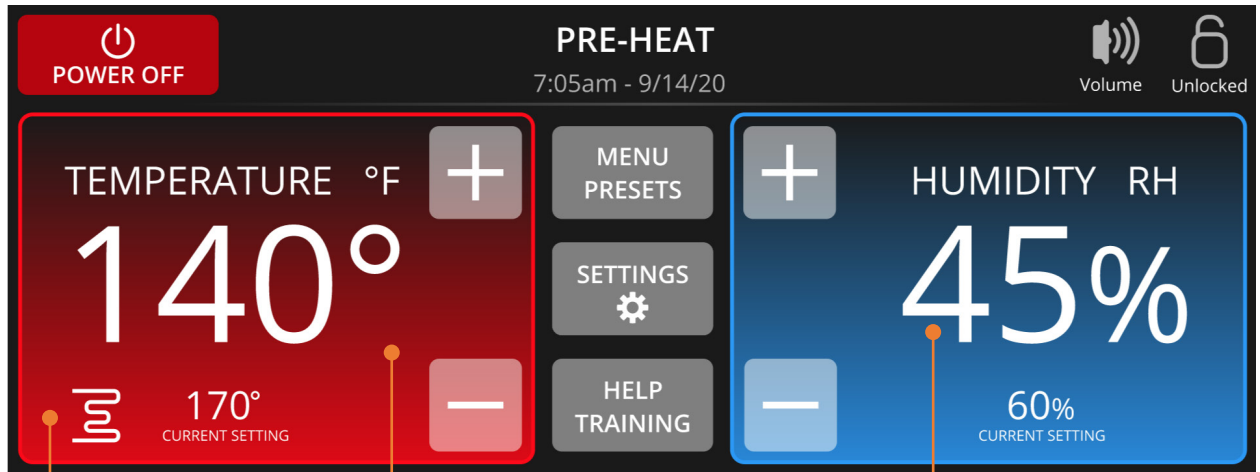 POWER OFF
PRE-HEAT
7:05am - 9/14/20
Volume
Unlocked
TEMPERATURE °F
140°
170°
CURRENT SETTING
+
−
MENU
PRESETS
SETTINGS
HELP
TRAINING
+
−
HUMIDITY RH
45%
60%
CURRENT SETTING